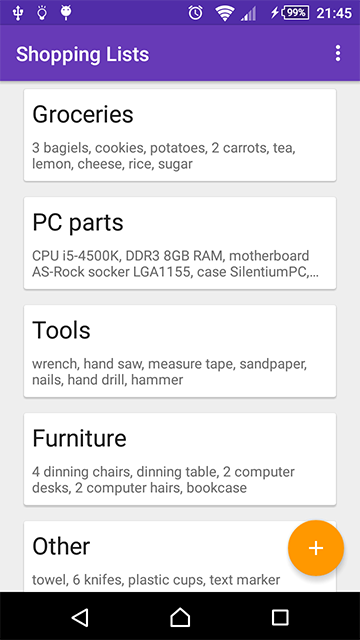 99% 21:45
Shopping Lists
Groceries
3 bagiels, cookies, potatoes, 2 carrots, tea,
lemon, cheese, rice, sugar
PC parts
CPU i5-4500K, DDR3 8GB RAM, motherboard
AS-Rock socker LGA1155, case SilentiumPC,...
Tools
wrench, hand saw, measure tape, sandpaper,
nails, hand drill, hammer
Furniture
4 dinning chairs, dinning table, 2 computer
desks, 2 computer hairs, bookcase
Other
towel, 6 knifes, plastic cups, text marker